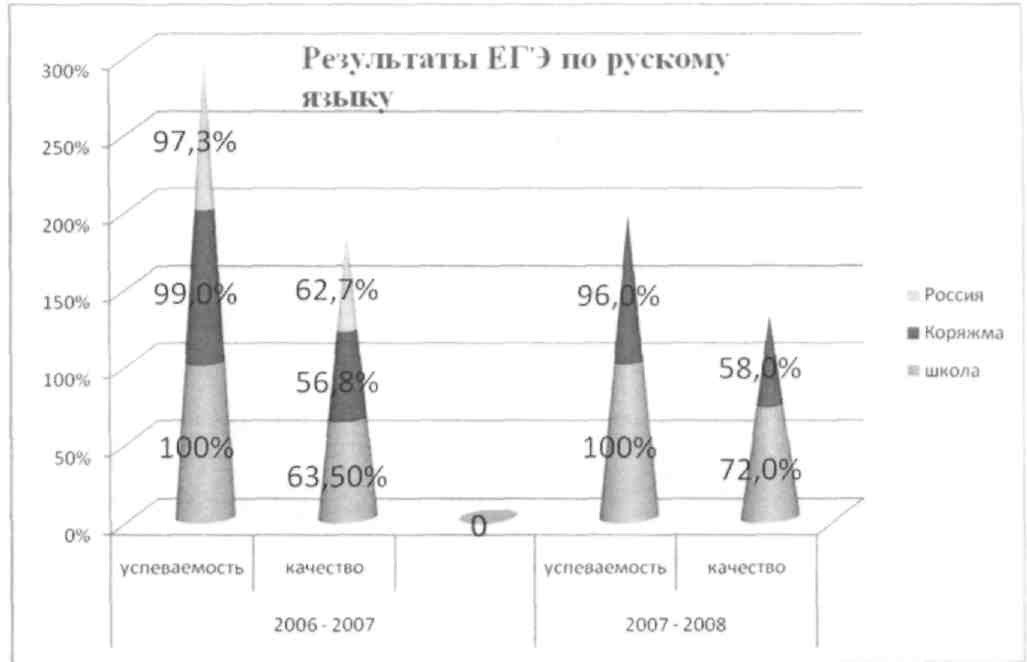 Результаты ЕГЭ по рускому
языку
300%
250%
200%
150%
100%
50%
0%
97,3%
99,0%
100%
62,7%
56,8%
63,50%
0
96,0%
100%
58,0%
72,0%
Россия
Коряжма
школа
успеваемость качество успеваемость качество
2006 - 2007 2007 - 2008